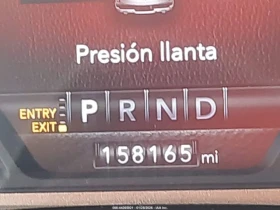 Presión llanta
ENTRY P R N D
EXIT
158165 mi